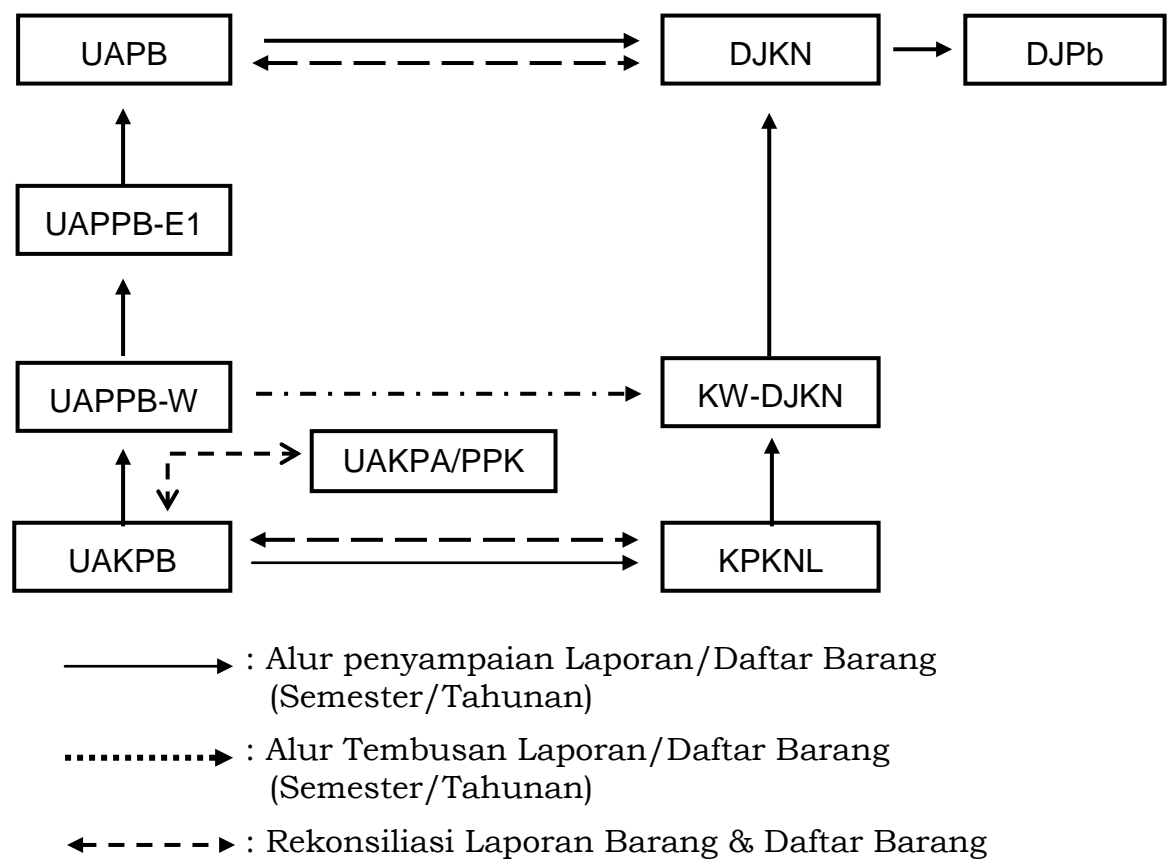 UAPB
DJKN
DJPb
UAPPB-E1
UAPPB-W
KW-DJKN
UAKPA/PPK
UAKPB
KPKNL
: Alur penyampaian Laporan/Daftar Barang
(Semester/Tahunan)
: Alur Tembusan Laporan/Daftar Barang
(Semester/Tahunan)
: Rekonsiliasi Laporan Barang & Daftar Barang